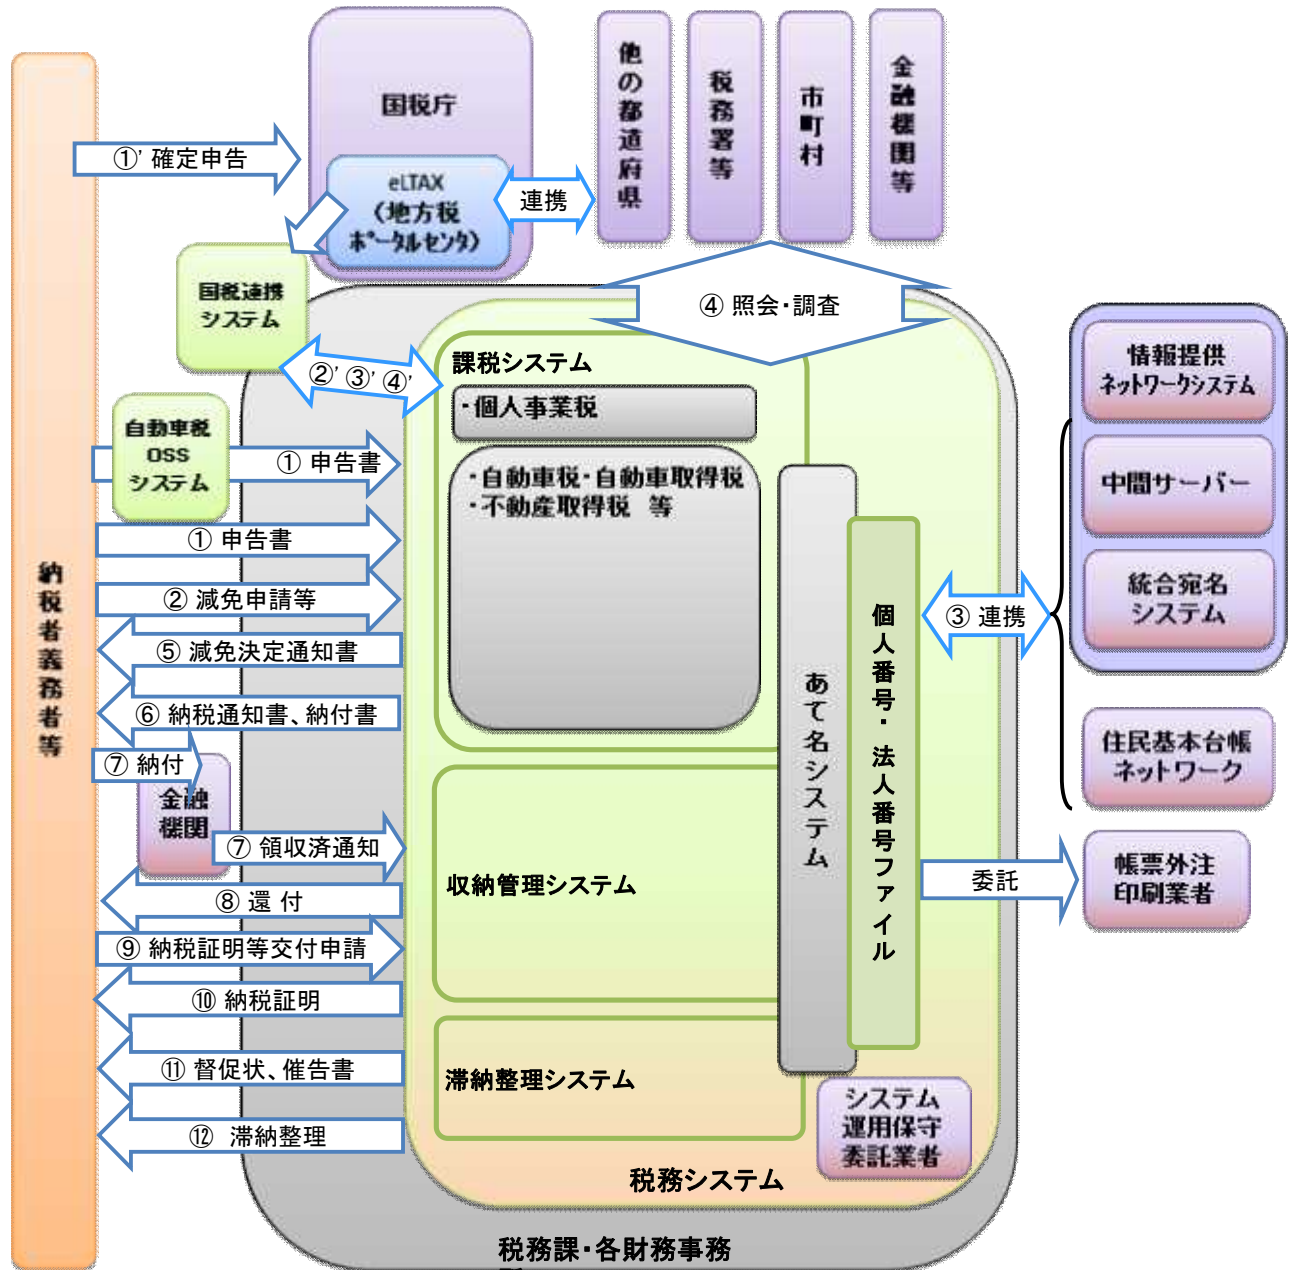 国税庁
eLTAX
（地方税
ﾎﾟｰﾀﾙｾﾝﾀ）
他の都道府県
税務署等
市町村
金融機関等
①’ 確定申告
連携
国税連携
システム
④ 照会・調査
②’ ③’ ④’
課税システム
・個人事業税
・自動車税・自動車取得税
・不動産取得税　等
自動車税
OSS
システム
① 申告書
① 申告書
② 減免申請等
⑤ 減免決定通知書
⑥ 納税通知書、納付書
⑦ 納付
金融
機関
⑦ 領収済通知
⑧ 還 付
⑨ 納税証明等交付申請
⑩ 納税証明
⑪ 督促状、催告書
⑫ 滞納整理
納税者義務者等
収納管理システム
滞納整理システム
あて名システム
個人番号・法人番号ファイル
③ 連携
情報提供
ﾈｯﾄﾜｰｸシステム
中間サーバー
統合宛名
システム
住民基本台帳
ネットワーク
委託
帳票外注
印刷業者
システム
運用保守
委託業者
税務システム
税務課・各財務事務